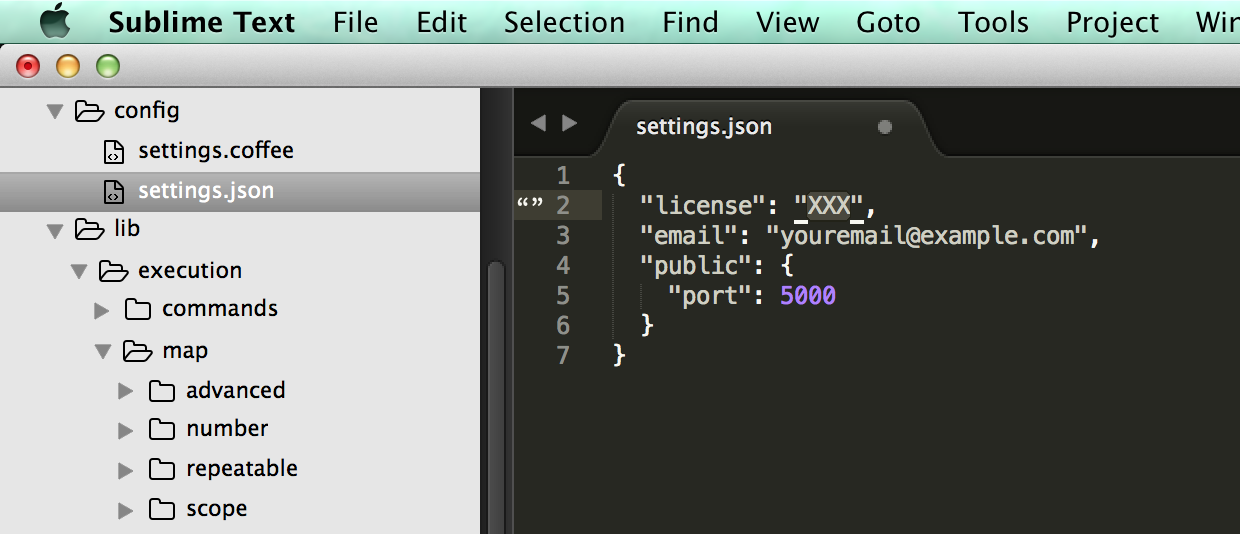 Sublime Text File Edit Selection Find View Goto Tools Project
config
settings.coffee
settings.json
lib
execution
commands
map
advanced
number
repeatable
scope
settings.json
1 {
“” 2 "license": "XXX",
3 "email": "youremail@example.com",
4 "public": {
5 "port": 5000
6 }
7 }